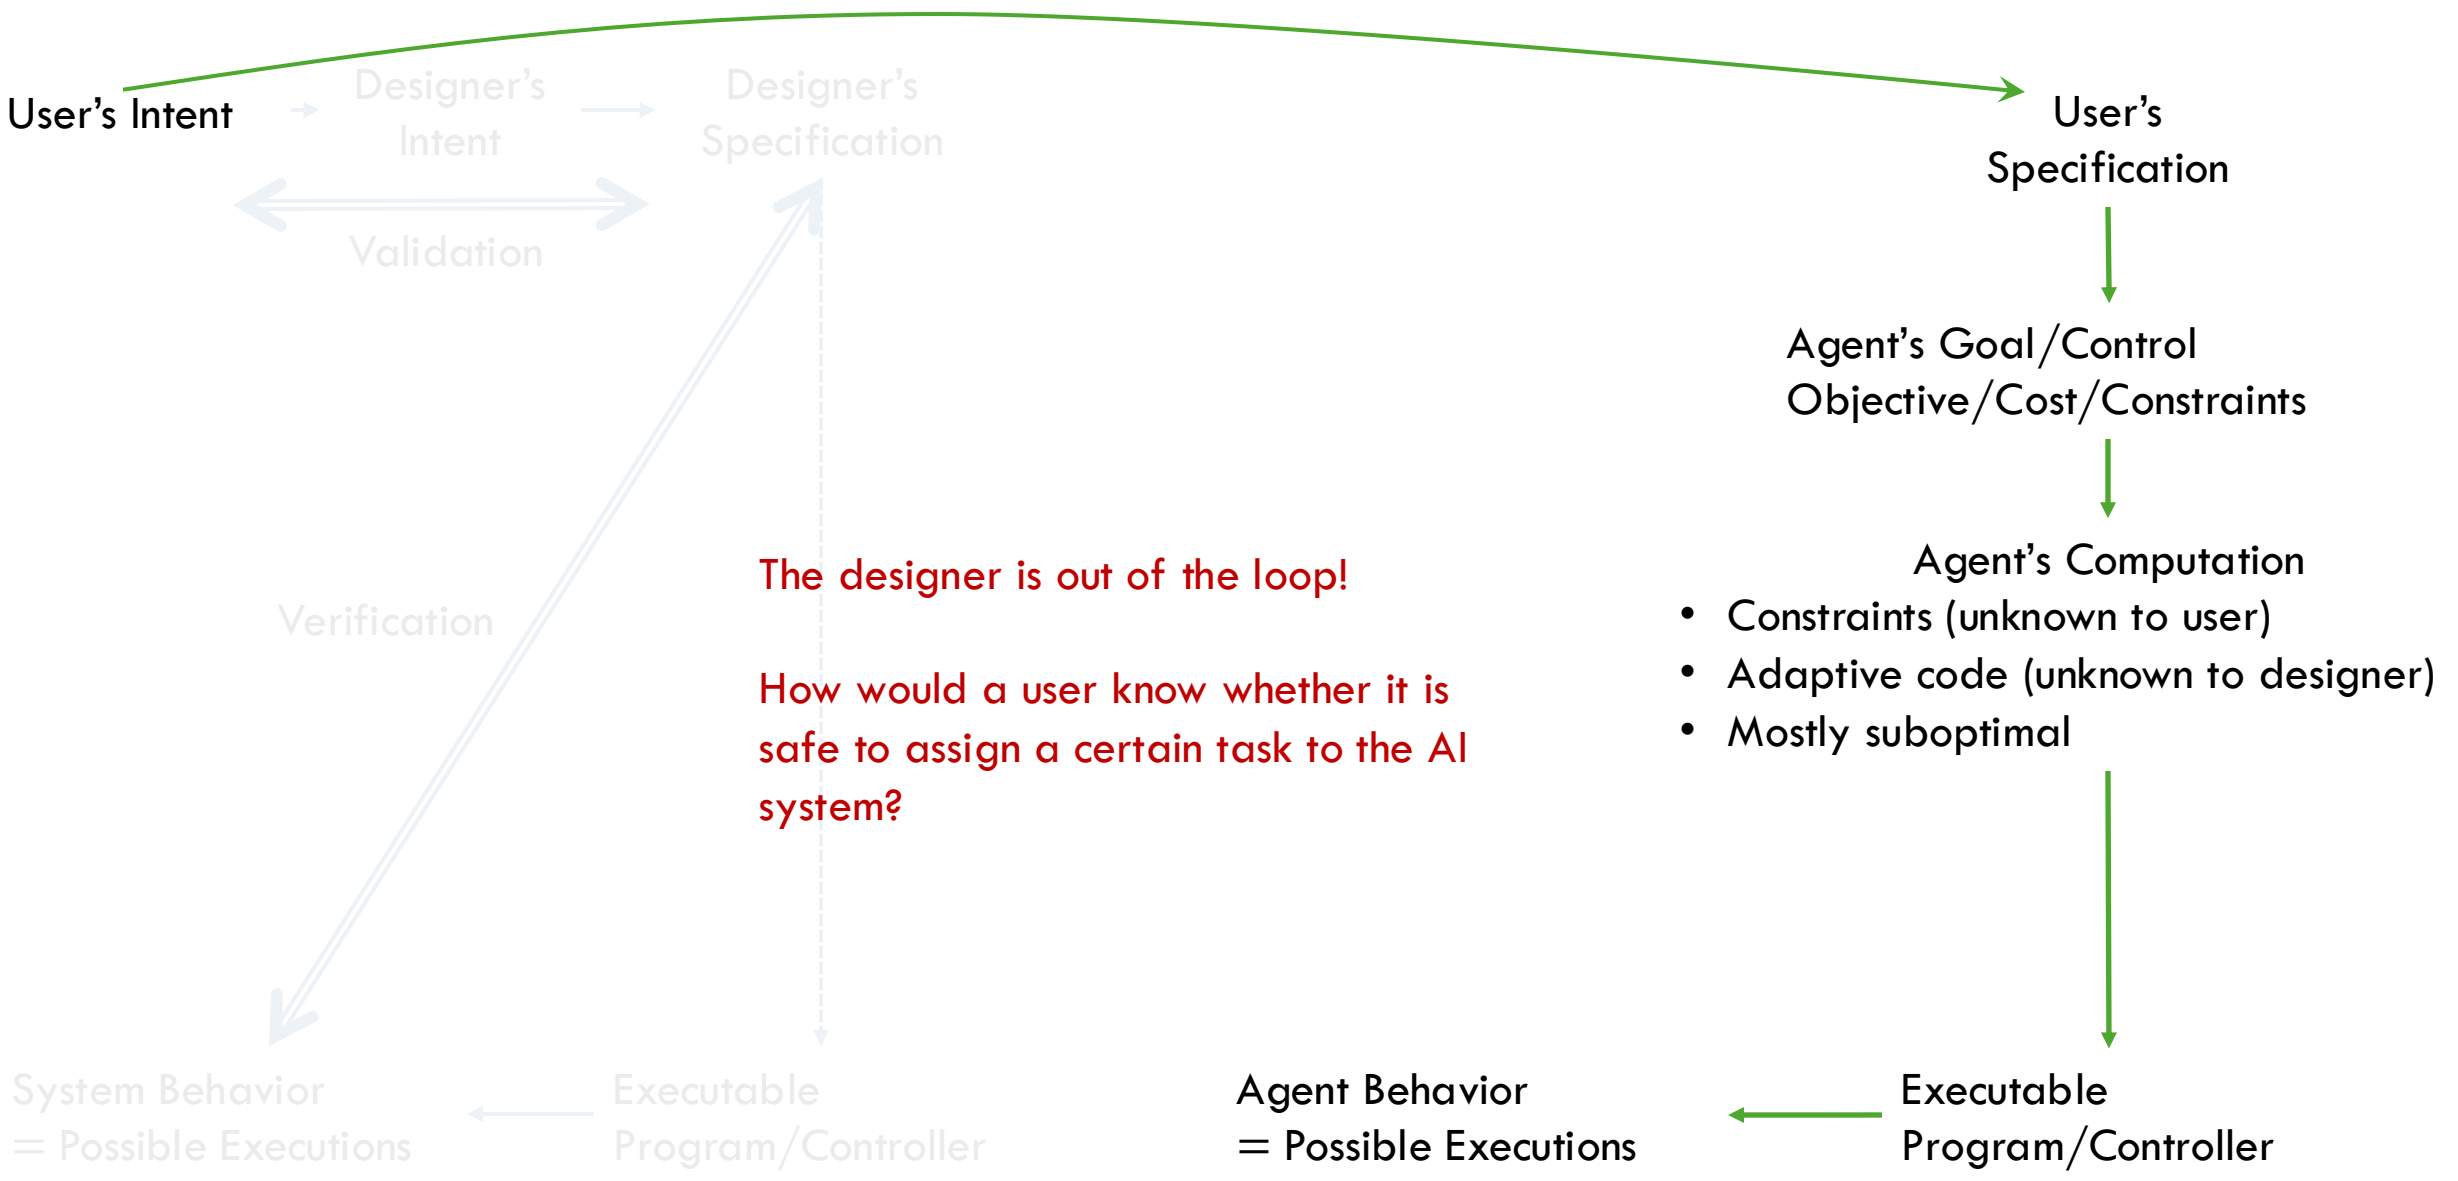 User’s Intent
Designer’s
Intent
Designer’s
Specification
Validation
Verification
System Behavior
= Possible Executions
Executable
Program/Controller
The designer is out of the loop!
How would a user know whether it is
safe to assign a certain task to the AI
system?
User’s
Specification
Agent’s Goal/Control
Objective/Cost/Constraints
Agent’s Computation
• Constraints (unknown to user)
• Adaptive code (unknown to designer)
• Mostly suboptimal
Agent Behavior
= Possible Executions
Executable
Program/Controller